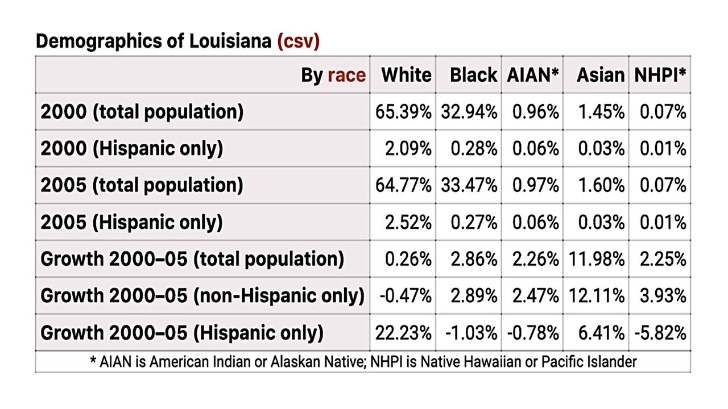 Demographics of Louisiana (csv)
By race White Black AIAN* Asian NHPI*
2000 (total population) 65.39% 32.94% 0.96% 1.45% 0.07%
2000 (Hispanic only) 2.09% 0.28% 0.06% 0.03% 0.01%
2005 (total population) 64.77% 33.47% 0.97% 1.60% 0.07%
2005 (Hispanic only) 2.52% 0.27% 0.06% 0.03% 0.01%
Growth 2000–05 (total population) 0.26% 2.86% 2.26% 11.98% 2.25%
Growth 2000–05 (non-Hispanic only) -0.47% 2.89% 2.47% 12.11% 3.93%
Growth 2000–05 (Hispanic only) 22.23% -1.03% -0.78% 6.41% -5.82%
* AIAN is American Indian or Alaskan Native; NHPI is Native Hawaiian or Pacific Islander